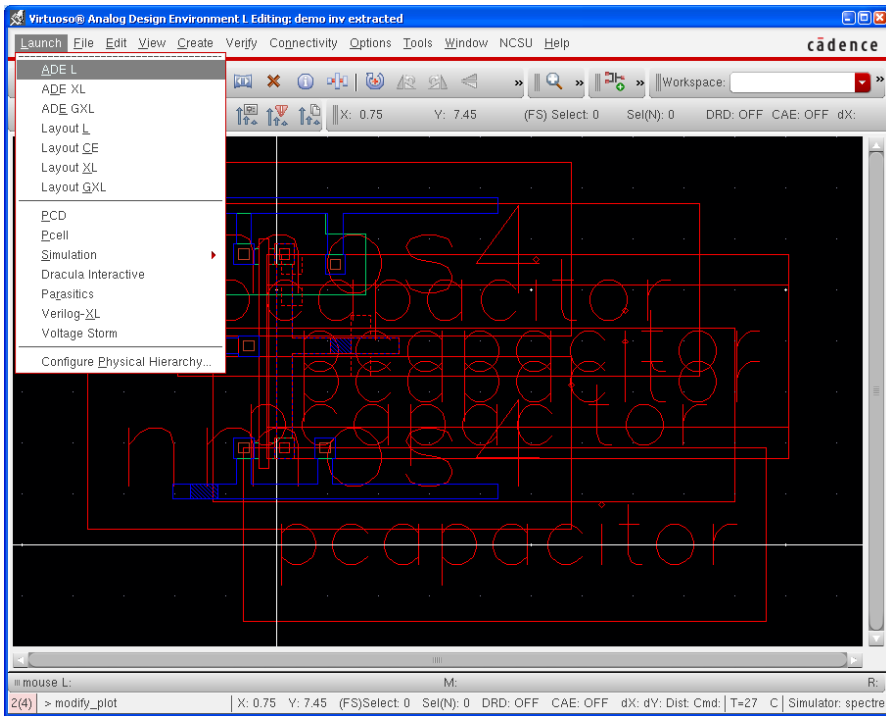 Virtuoso® Analog Design Environment L Editing: demo inv extracted
Launch File Edit View Create Verify Connectivity Options Tools Window NCSU Help
cādence
ADE L
ADE XL
ADE GXL
Layout L
Layout CE
Layout XL
Layout GXL
PCD
Pcell
Simulation
Dracula Interactive
Parasitics
Verilog-XL
Voltage Storm
Configure Physical Hierarchy...
» » » Workspace: »
X: 0.75 Y: 7.45 (FS) Select: 0 Sel(N): 0 DRD: OFF CAE: OFF dX:
s4
pcapacitor
pcapacitor
pcapacitor
pcapacitor
nmos4
pcapacitor
mouse L: M: R:
2(4) > modify_plot X: 0.75 Y: 7.45 (FS)Select: 0 Sel(N): 0 DRD: OFF CAE: OFF dX: dY: Dist: Cmd: T=27 C Simulator: spectre